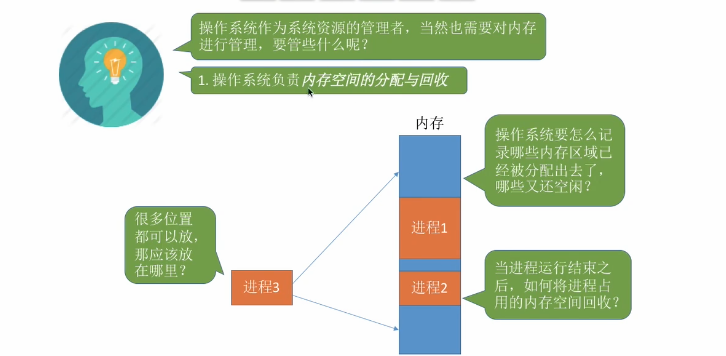 操作系统作为系统资源的管理者，当然也需要对内存
进行管理，要管些什么呢？
1. 操作系统负责内存空间的分配与回收
内存
操作系统要怎么记
录哪些内存区域已
经被分配出去了，
哪些又还空闲？
进程1
很多位置
都可以放，
那应该放
在哪里？
进程3
进程2
当进程运行结束之
后，如何将进程占
用的内存空间回收？